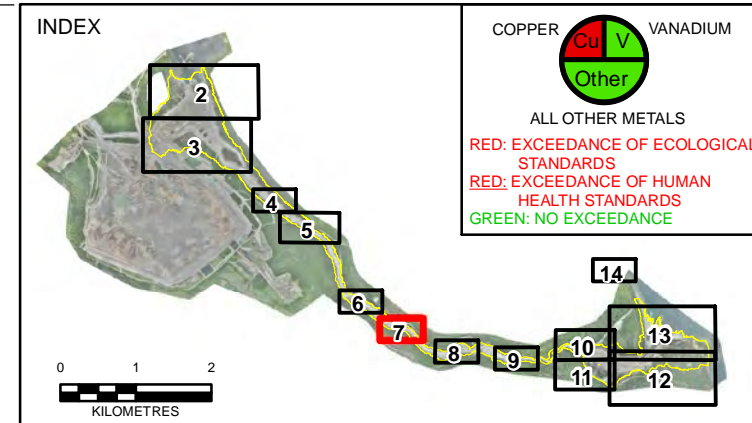 INDEX
COPPER
VANADIUM
Cu V
Other
ALL OTHER METALS
RED: EXCEEDANCE OF ECOLOGICAL
STANDARDS
RED: EXCEEDANCE OF HUMAN
HEALTH STANDARDS
GREEN: NO EXCEEDANCE
2
3
4
5
6
7
8
9
10
11
12
13
14
0 1 2
KILOMETRES